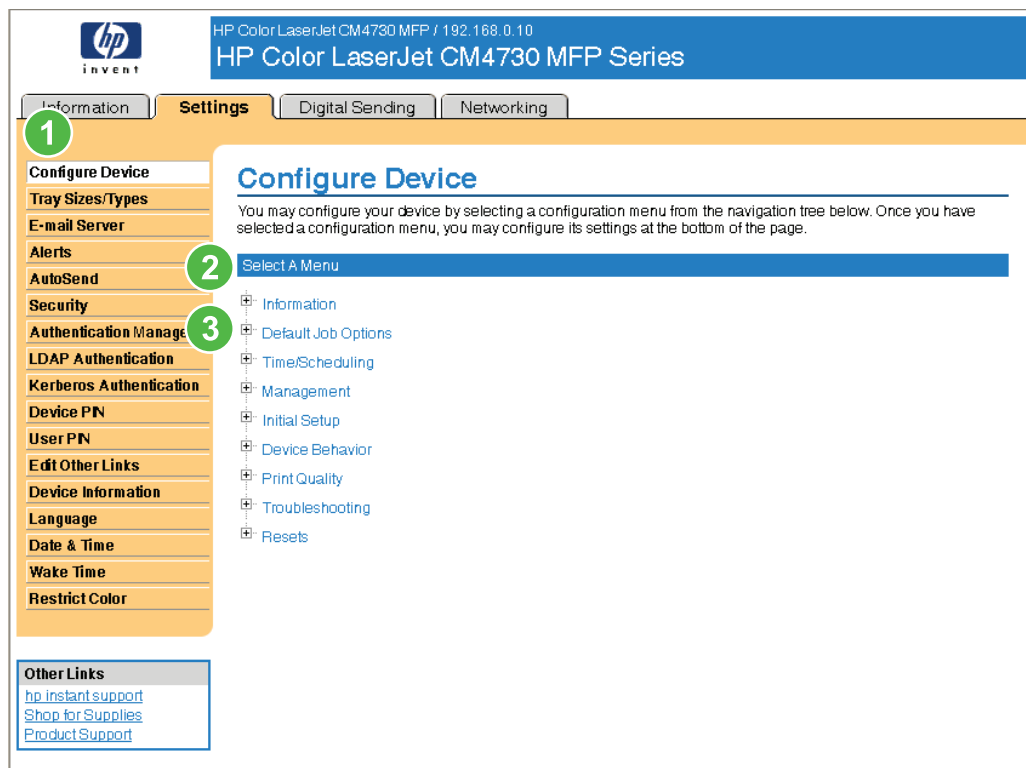 hp
invent
HP Color LaserJet CM4730 MFP / 192.168.0.10
HP Color LaserJet CM4730 MFP Series
Information
Settings
Digital Sending
Networking
1
Configure Device
Tray Sizes/Types
E-mail Server
Alerts
AutoSend
Security
Authentication Manage
LDAP Authentication
Kerberos Authentication
Device PIN
User PIN
Edit Other Links
Device Information
Language
Date & Time
Wake Time
Restrict Color
Other Links
hp instant support
Shop for Supplies
Product Support
Configure Device
You may configure your device by selecting a configuration menu from the navigation tree below. Once you have
selected a configuration menu, you may configure its settings at the bottom of the page.
2
Select A Menu
Information
3
Default Job Options
Time/Scheduling
Management
Initial Setup
Device Behavior
Print Quality
Troubleshooting
Resets